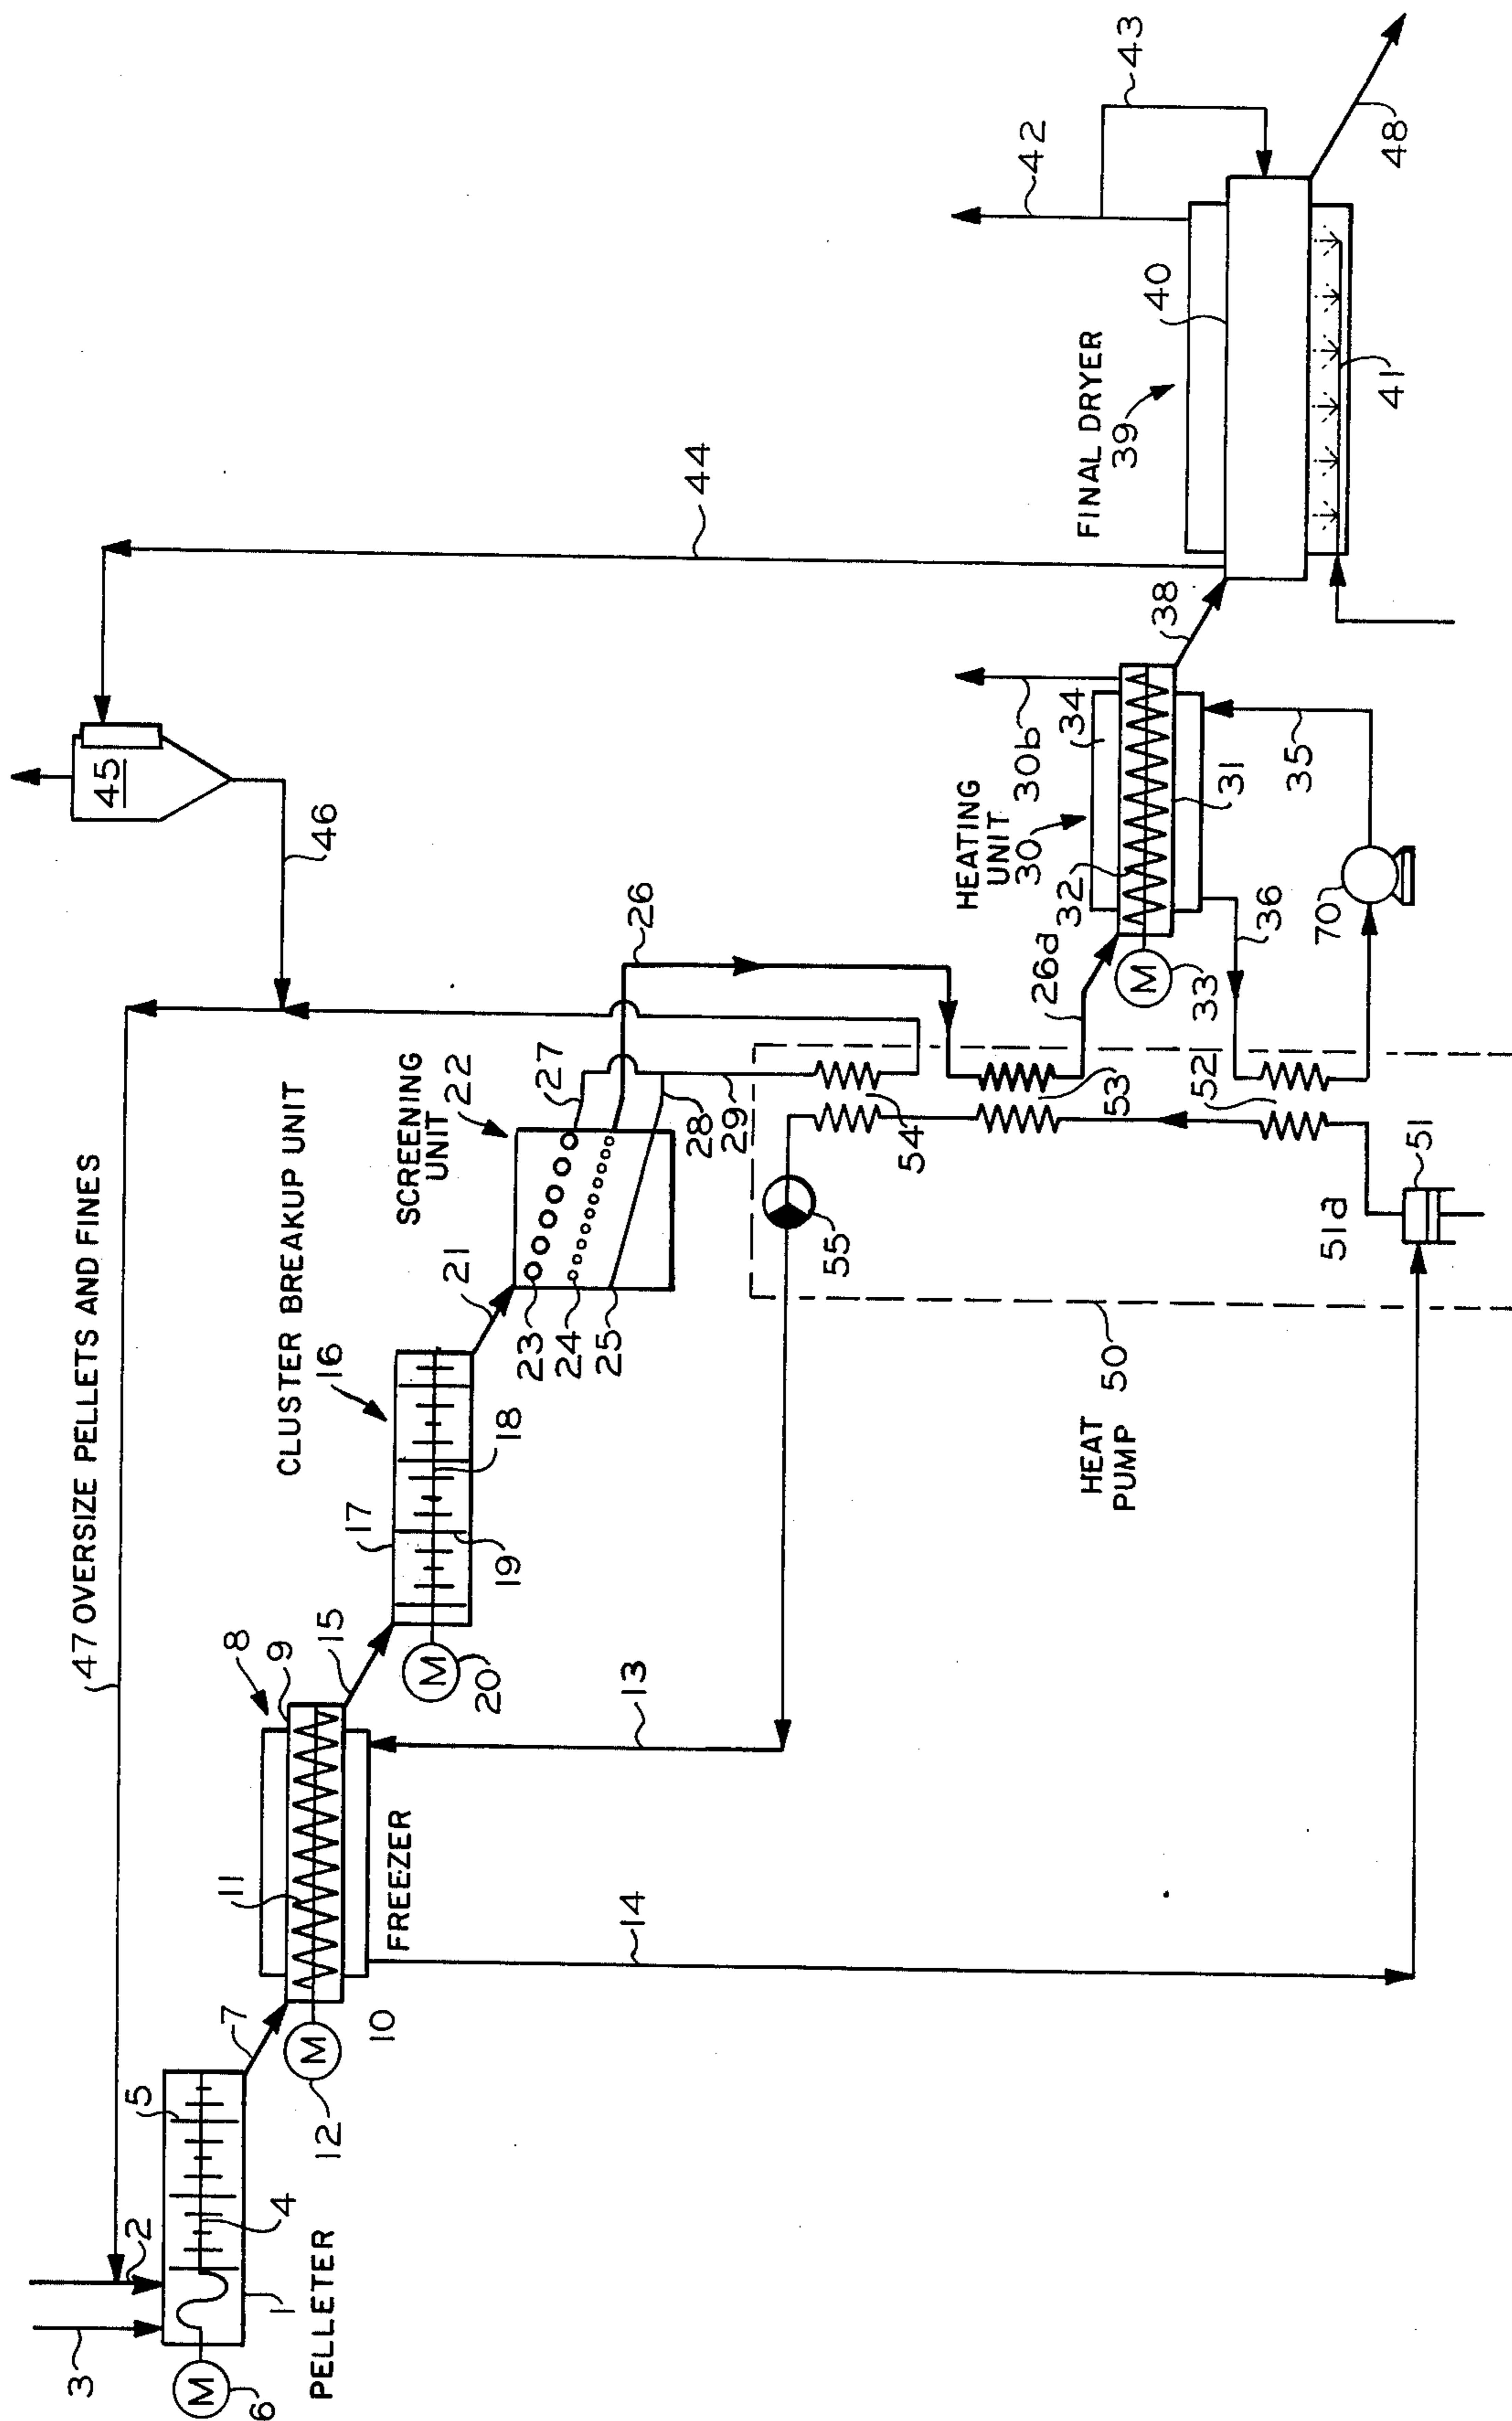 47 OVERSIZE PELLETS AND FINES
3
2
5
M
6
4
1
PELLETER
7
8
9
11
M
12
10
FREEZER
15
13
14
CLUSTER BREAKUP UNIT
16
17
18
19
M
20
21
SCREENING
UNIT
22
23
24
25
27
28
29
26
45
46
44
HEAT
PUMP
50
55
54
53
52
51
51a
26a
HEATING
UNIT
30
30b
32
34
31
M
33
35
36
70
38
FINAL DRYER
39
40
41
42
43
48